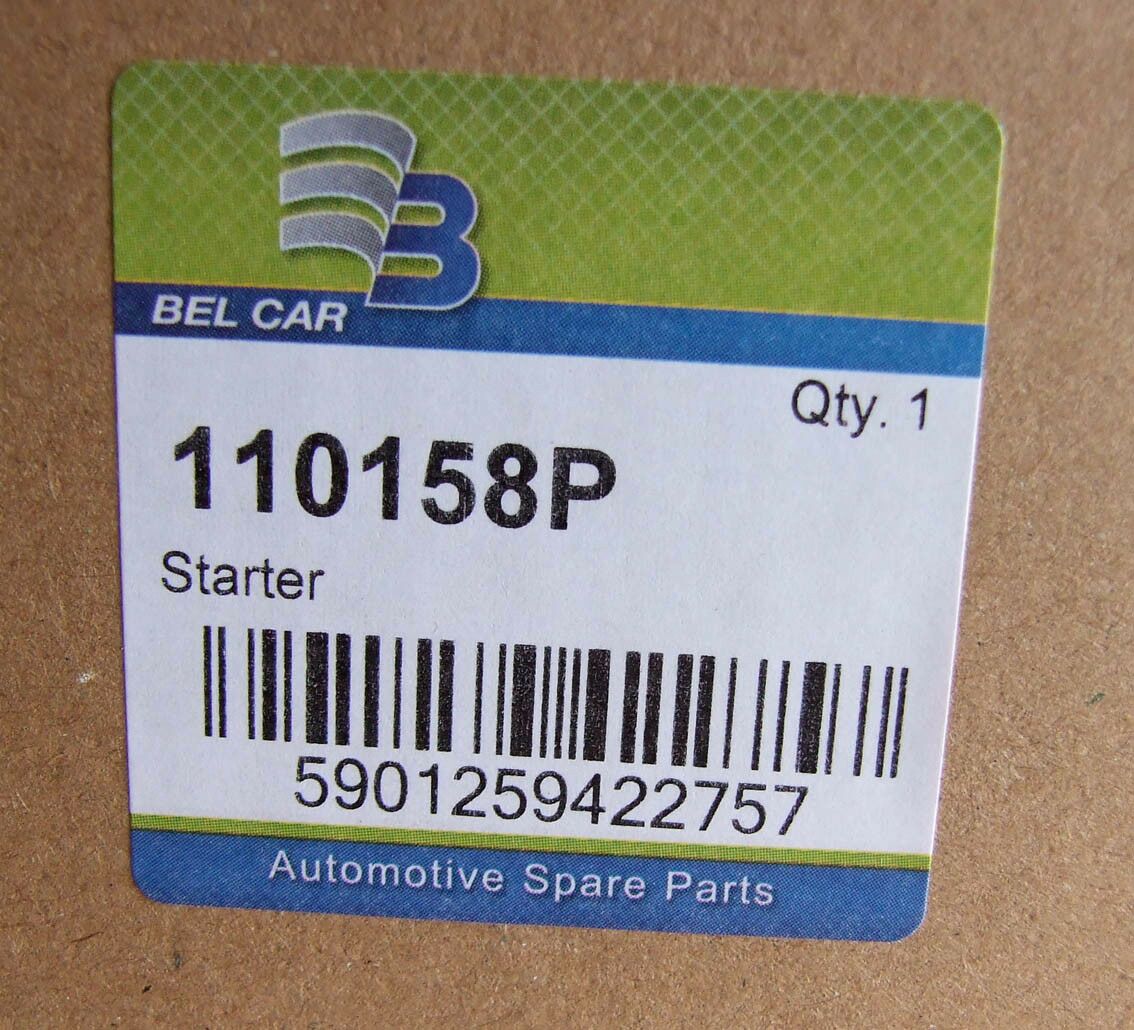 B
BEL CAR
Qty. 1
110158P
Starter
5901259422757
Automotive Spare Parts